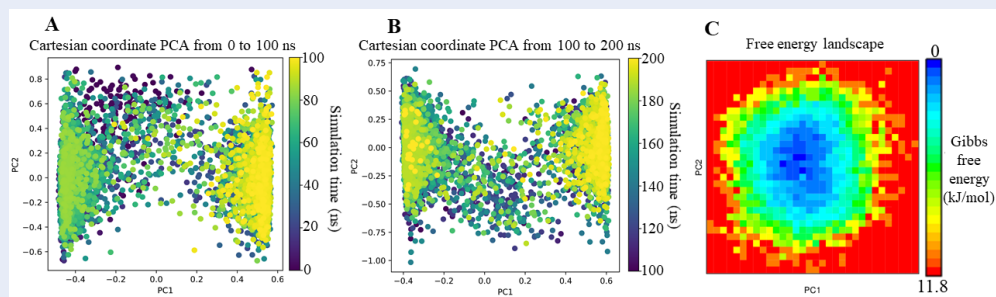 A
Cartesian coordinate PCA from 0 to 100 ns
PC2
0.8
0.6
0.4
0.2
0.0
−0.2
−0.4
−0.6
−0.4
−0.2
0.0
0.2
0.4
PC1
100
80
60
40
20
0
Simulation time (ns)
B
Cartesian coordinate PCA from 100 to 200 ns
PC2
0.75
0.50
0.25
0.00
−0.25
−0.50
−0.75
−1.00
−0.4
−0.2
0.0
0.2
0.4
0.6
PC1
200
180
160
140
120
100
Simulation time (ns)
C
Free energy landscape
PC2
PC1
0
Gibbs
free
energy
(kJ/mol)
11.8